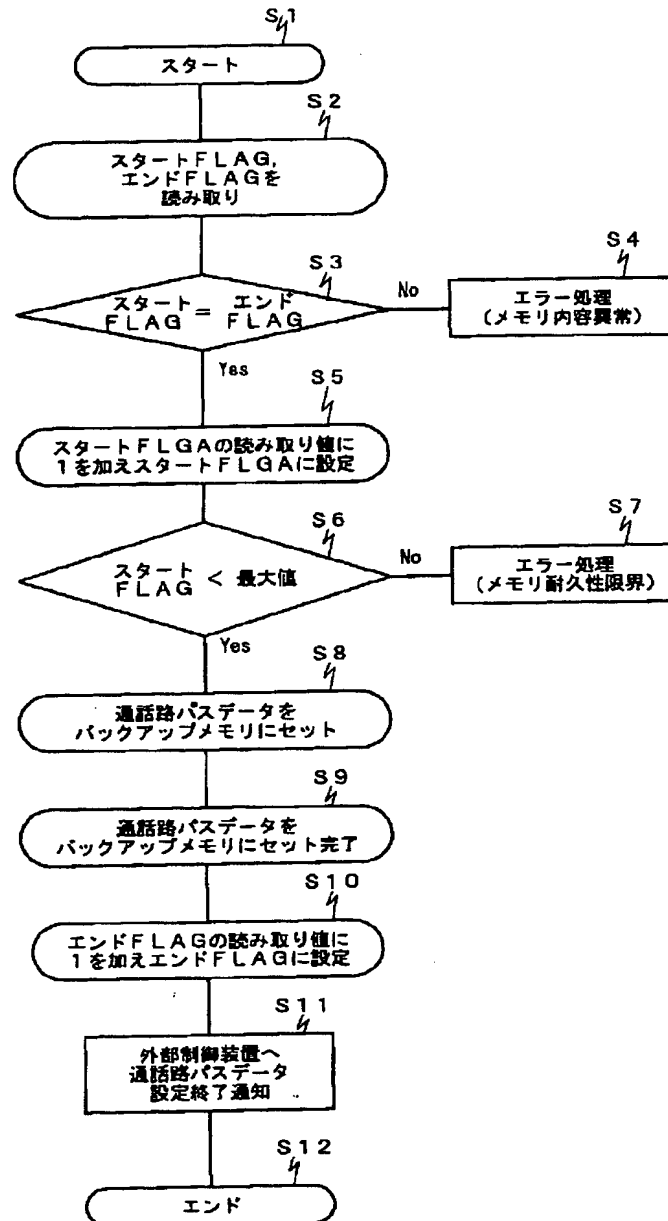 S1
スタート
S2
スタートFLAG,
エンドFLAGを
読み取り
S3
スタート = エンド
FLAG FLAG
No
Yes
S4
エラー処理
(メモリ内容異常)
S5
スタートFLGAの読み取り値に
1を加えスタートFLGAに設定
S6
スタート
FLAG < 最大値
No
Yes
S7
エラー処理
(メモリ耐久性限界)
S8
通話路パスデータを
バックアップメモリにセット
S9
通話路パスデータを
バックアップメモリにセット完了
S10
エンドFLAGの読み取り値に
1を加えエンドFLAGに設定
S11
外部制御装置へ
通話路パスデータ
設定終了通知
S12
エンド